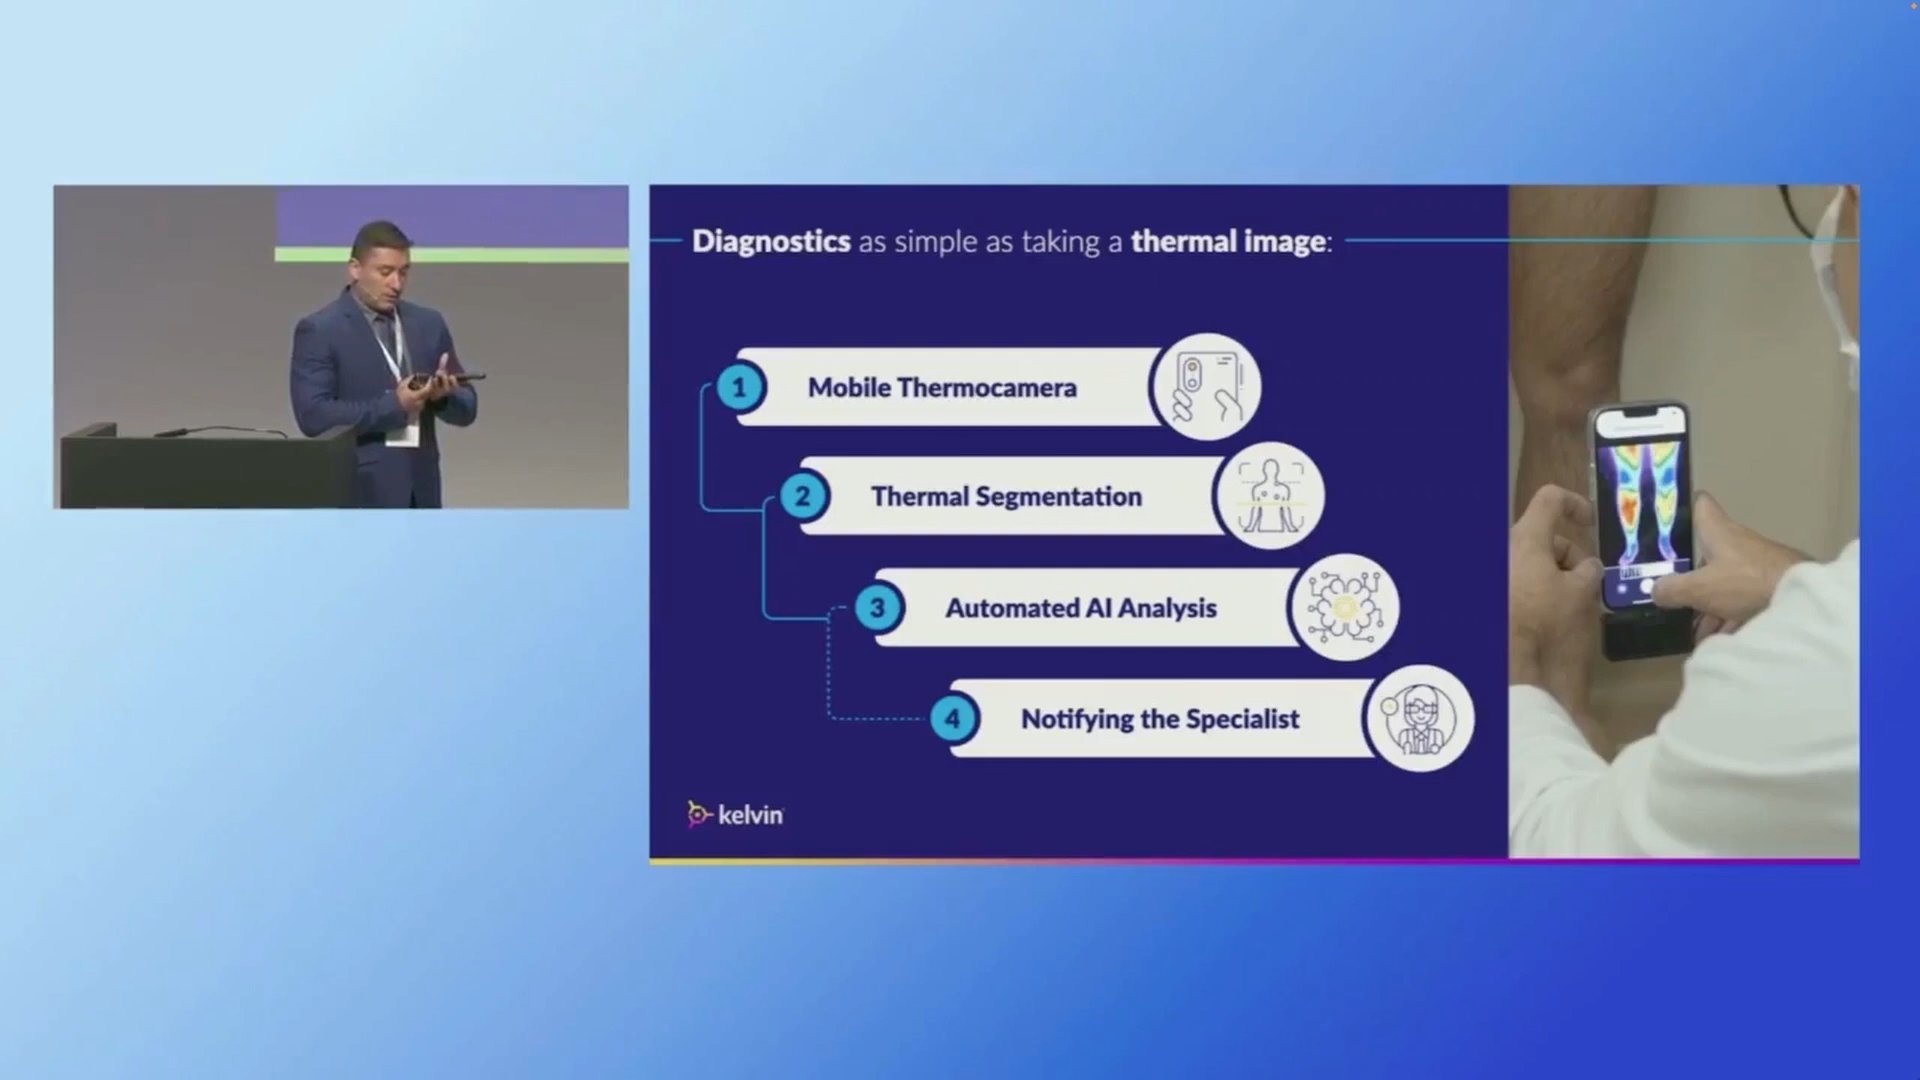 Diagnostics as simple as taking a thermal image:
1 Mobile Thermocamera
2 Thermal Segmentation
3 Automated AI Analysis
4 Notifying the Specialist
kelvin